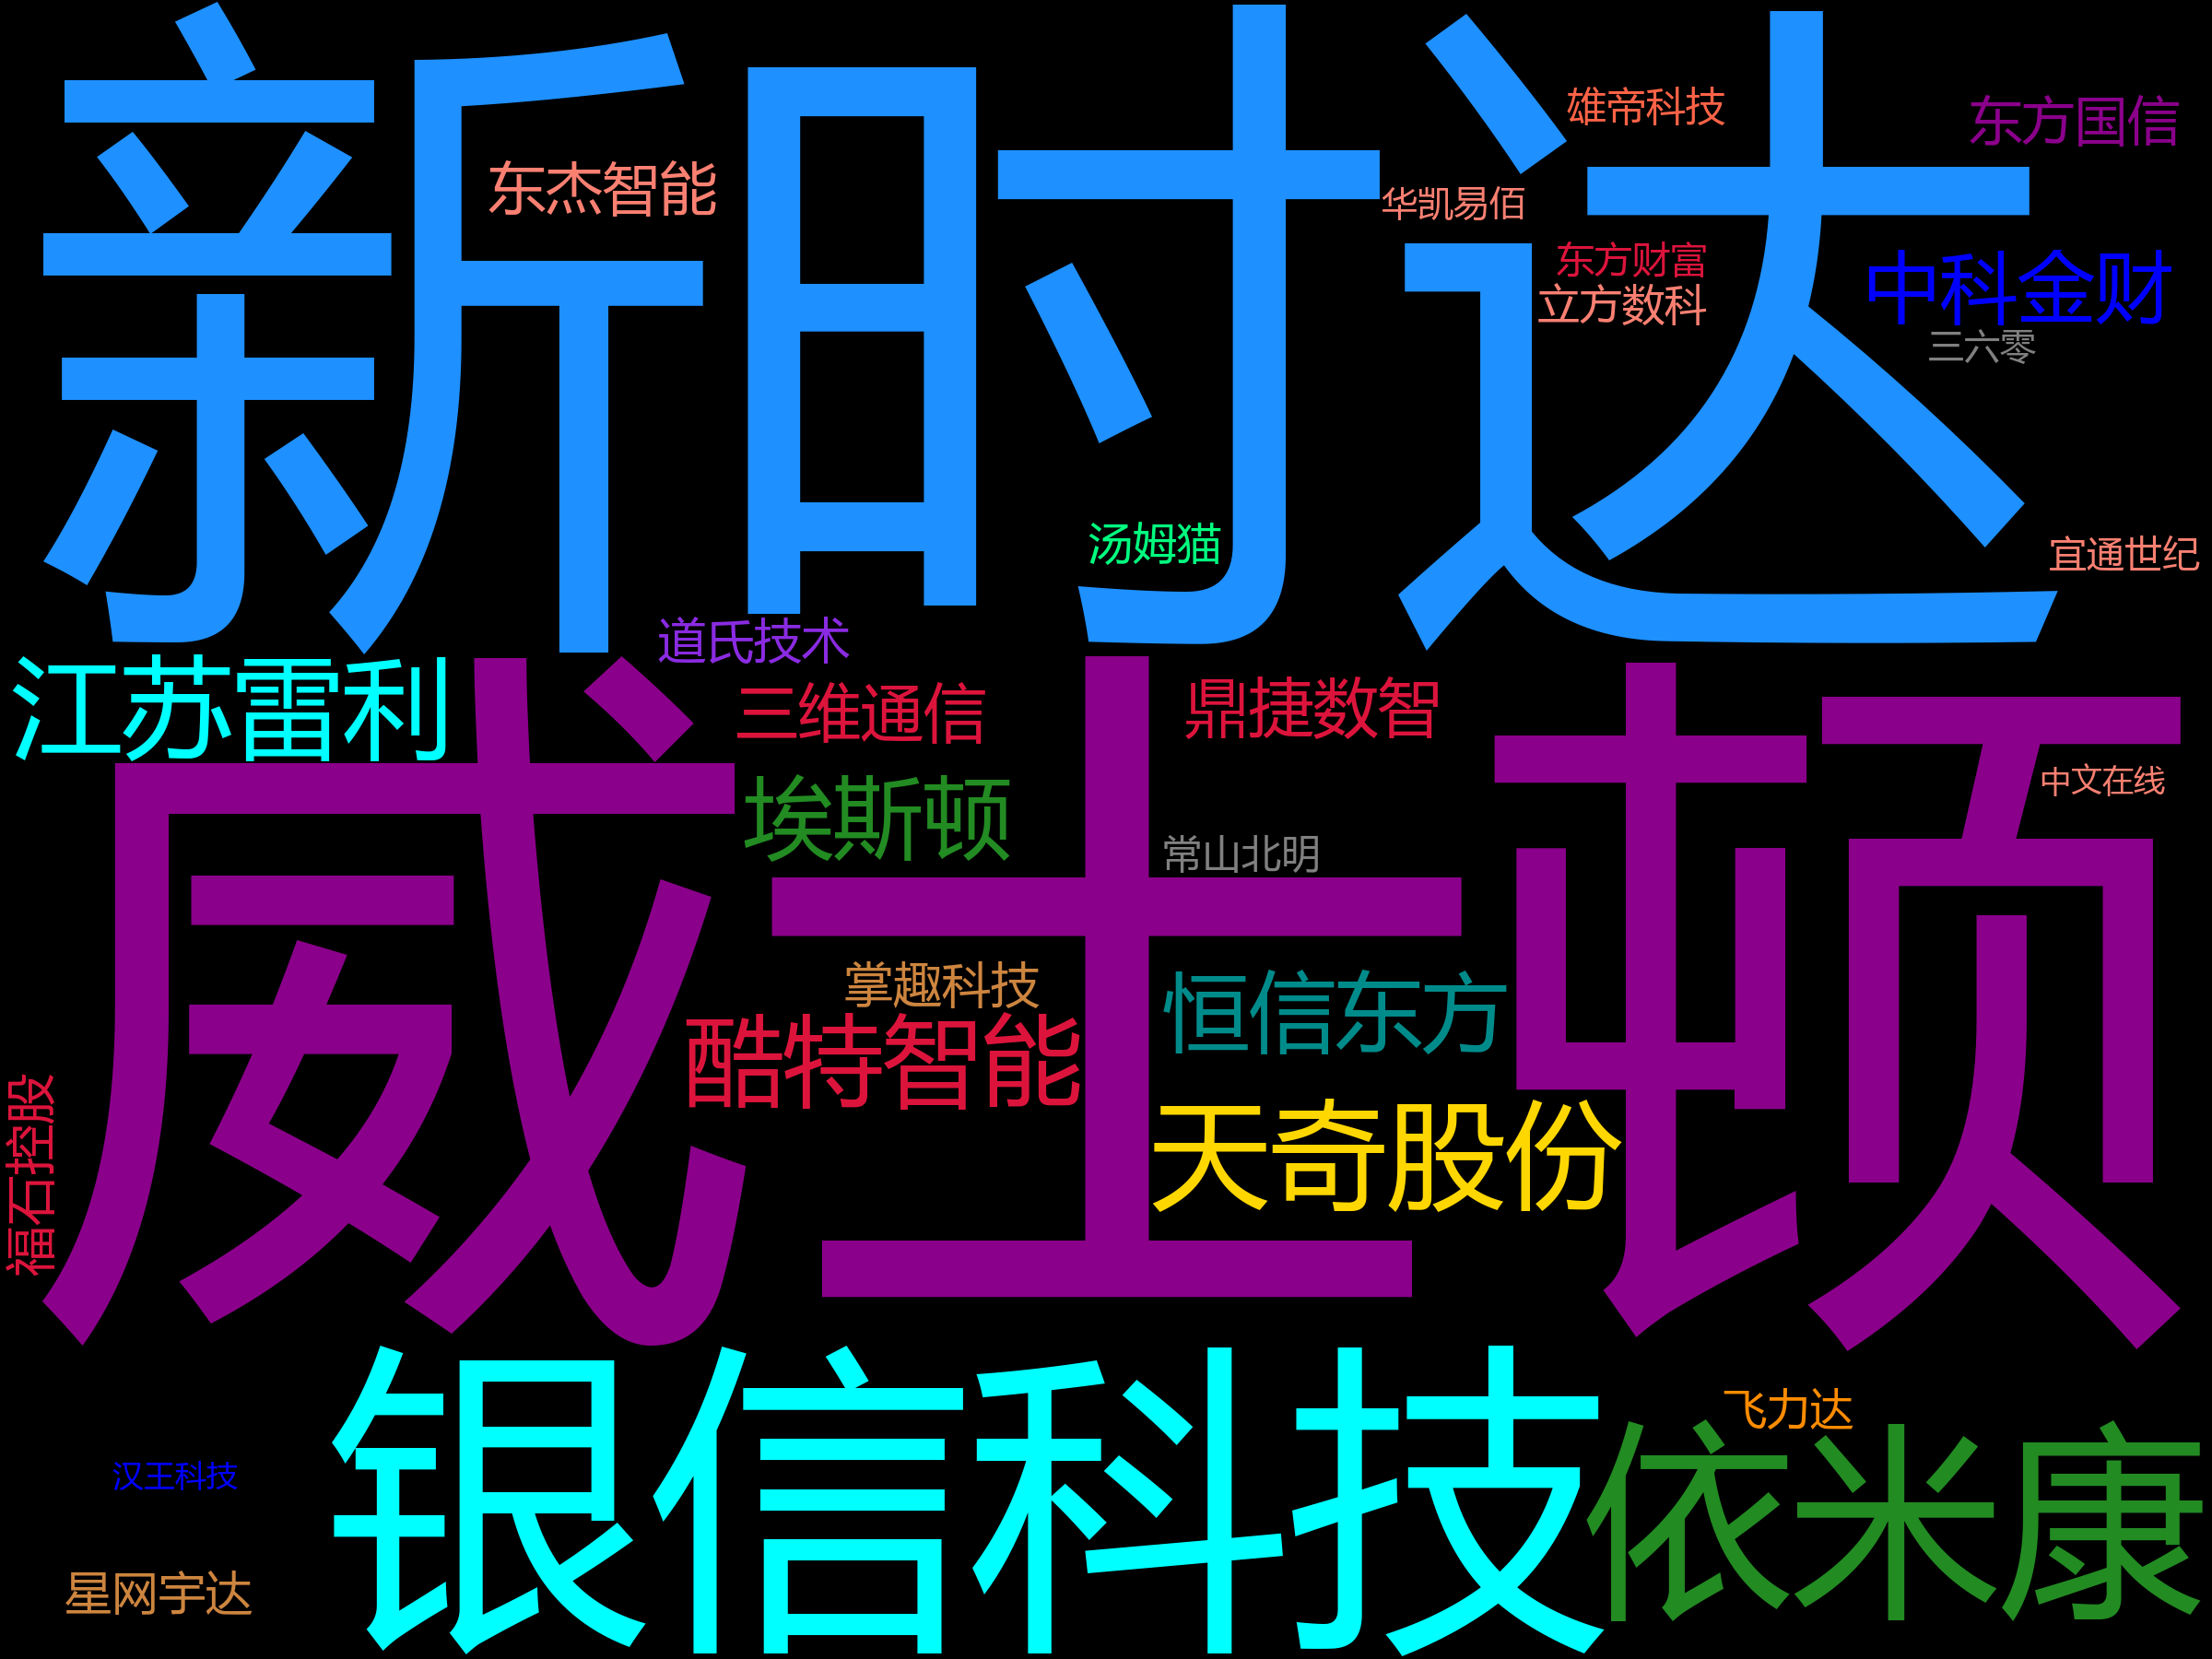 新时达
雄帝科技
东方国信
东杰智能
华凯易佰
东方财富
中科金财
立方数科
三六零
汤姆猫
宜通世纪
道氏技术
江苏雷利
三维通信
鼎捷数智
威士顿
中文在线
埃斯顿
常山北明
掌趣科技
恒信东方
酷特智能
天奇股份
福石控股
银信科技
飞力达
依米康
汉王科技
星网宇达